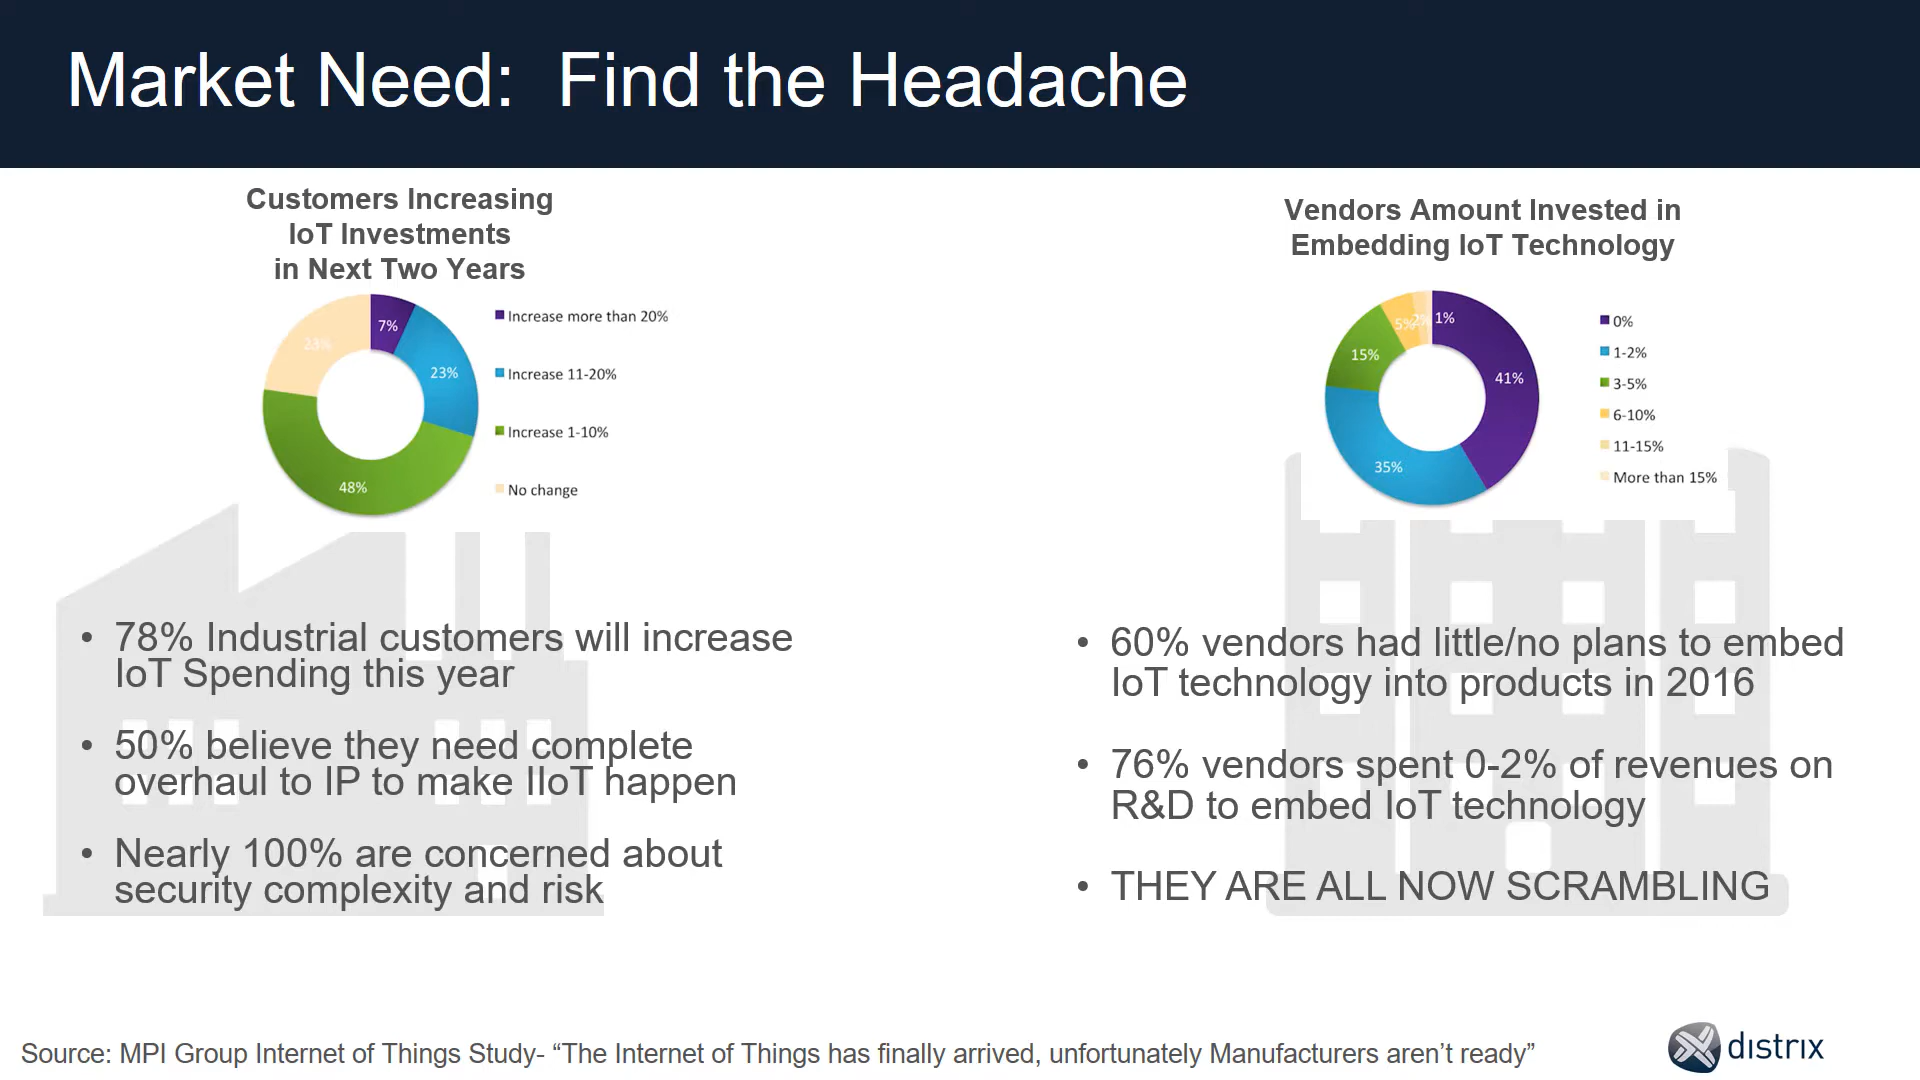 Market Need: Find the Headache
Customers Increasing
IoT Investments
in Next Two Years
7%
23%
48%
23%
Increase more than 20%
Increase 11-20%
Increase 1-10%
No change
78% Industrial customers will increase
IoT Spending this year
50% believe they need complete
overhaul to IP to make IIoT happen
Nearly 100% are concerned about
security complexity and risk
Vendors Amount Invested in
Embedding IoT Technology
41%
35%
15%
5%
2%
1%
0%
1-2%
3-5%
6-10%
11-15%
More than 15%
60% vendors had little/no plans to embed
IoT technology into products in 2016
76% vendors spent 0-2% of revenues on
R&D to embed IoT technology
THEY ARE ALL NOW SCRAMBLING
Source: MPI Group Internet of Things Study- “The Internet of Things has finally arrived, unfortunately Manufacturers aren’t ready”
distrix